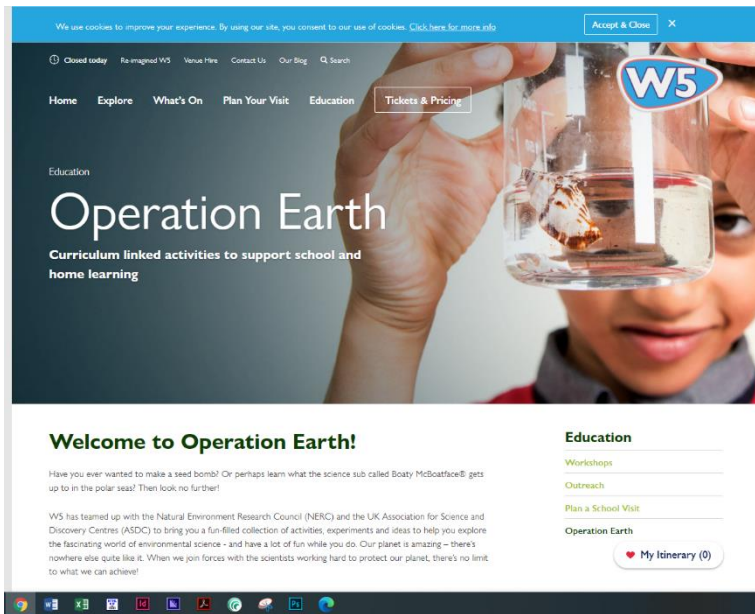 We use cookies to improve your experience. By using our site, you consent to our use of cookies. Click here for more info
Accept & Close
Closed today Re-imagined W5 Venue Hire Contact Us Our Blog Search
W5
Home Explore What's On Plan Your Visit Education Tickets & Pricing
Education
Operation Earth
Curriculum linked activities to support school and
home learning
Welcome to Operation Earth!
Have you ever wanted to make a seed bomb? Or perhaps learn what the science sub called Boaty McBoatface® gets
up to in the polar seas? Then look no further!
W5 has teamed up with the Natural Environment Research Council (NERC) and the UK Association for Science and
Discovery Centres (ASDC) to bring you a fun-filled collection of activities, experiments and ideas to help you explore
the fascinating world of environmental science - and have a lot of fun while you do. Our planet is amazing – there's
nowhere else quite like it. When we join forces with the scientists working hard to protect our planet, there's no limit
to what we can achieve!
Education
Workshops
Outreach
Plan a School Visit
Operation Earth
My Itinerary (0)
Id
Ps